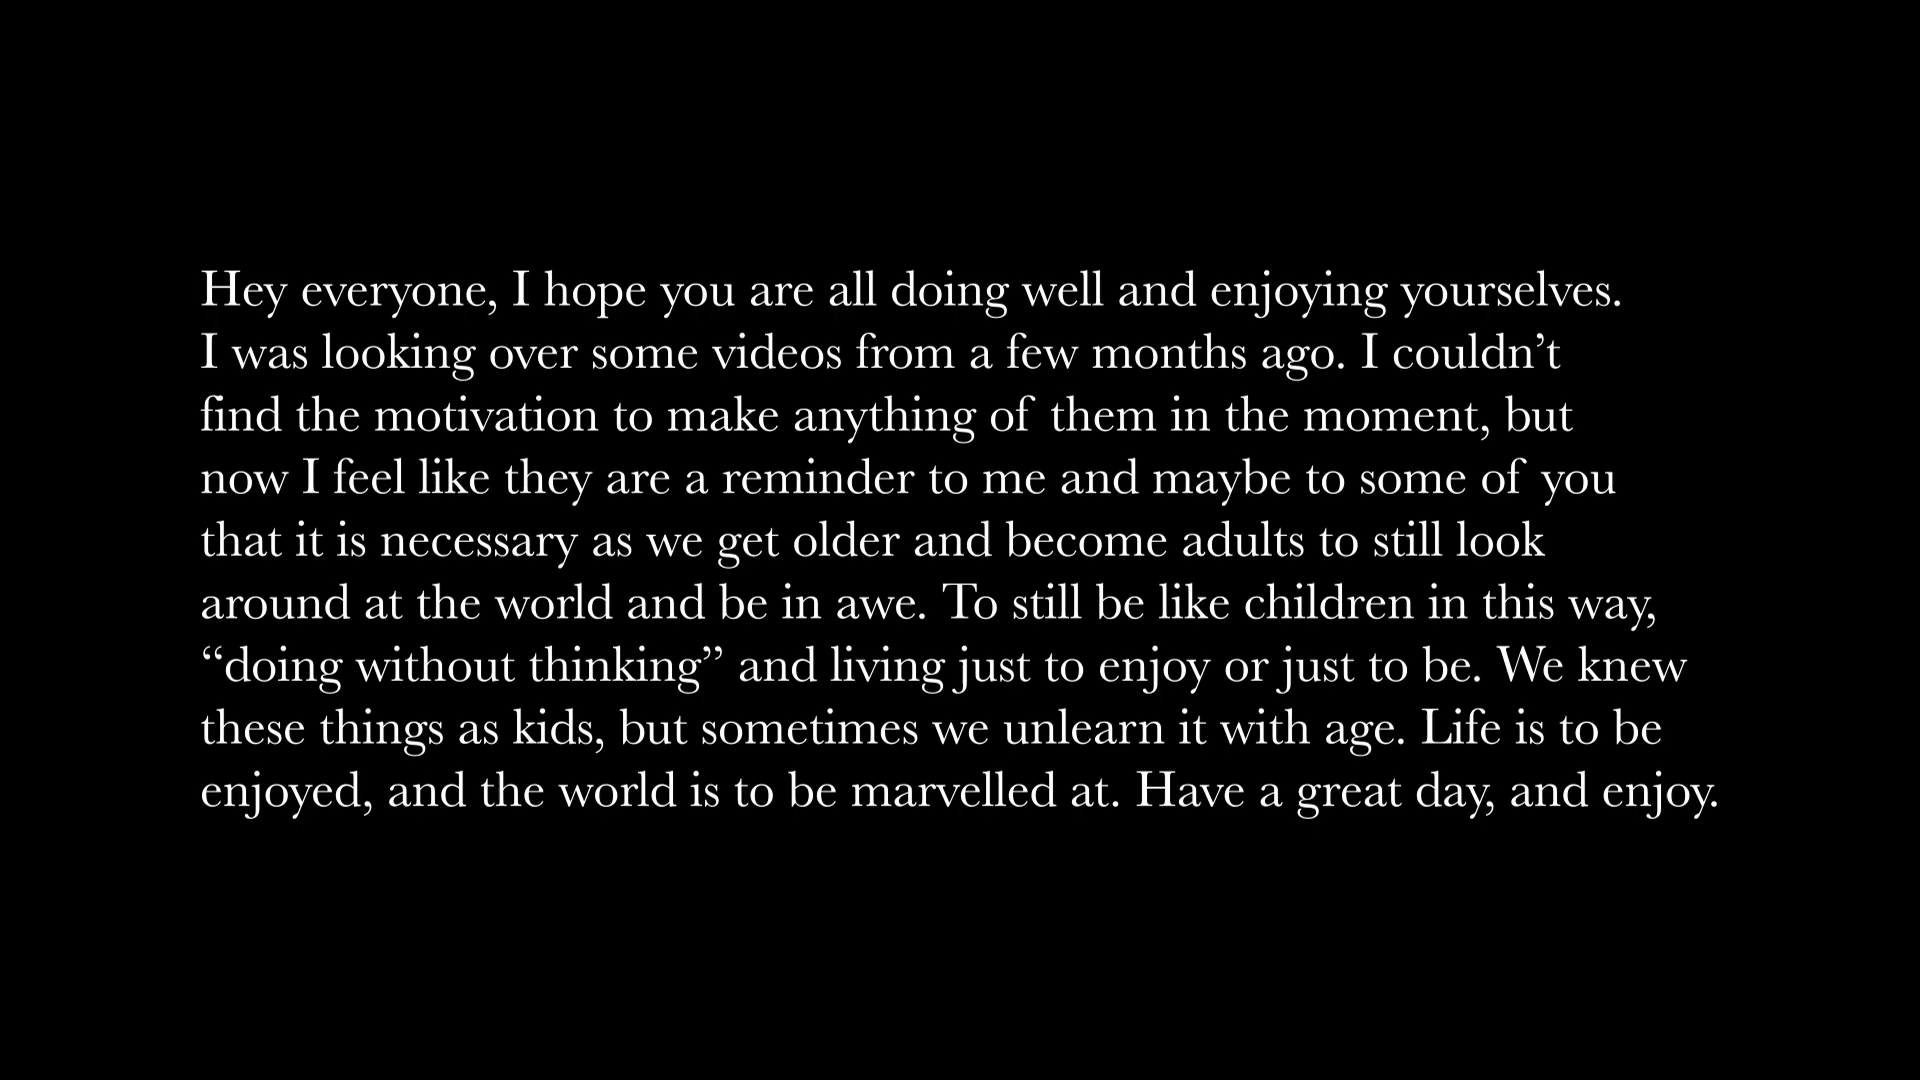 Hey everyone, I hope you are all doing well and enjoying yourselves.
I was looking over some videos from a few months ago. I couldn’t
find the motivation to make anything of them in the moment, but
now I feel like they are a reminder to me and maybe to some of you
that it is necessary as we get older and become adults to still look
around at the world and be in awe. To still be like children in this way,
“doing without thinking” and living just to enjoy or just to be. We knew
these things as kids, but sometimes we unlearn it with age. Life is to be
enjoyed, and the world is to be marvelled at. Have a great day, and enjoy.